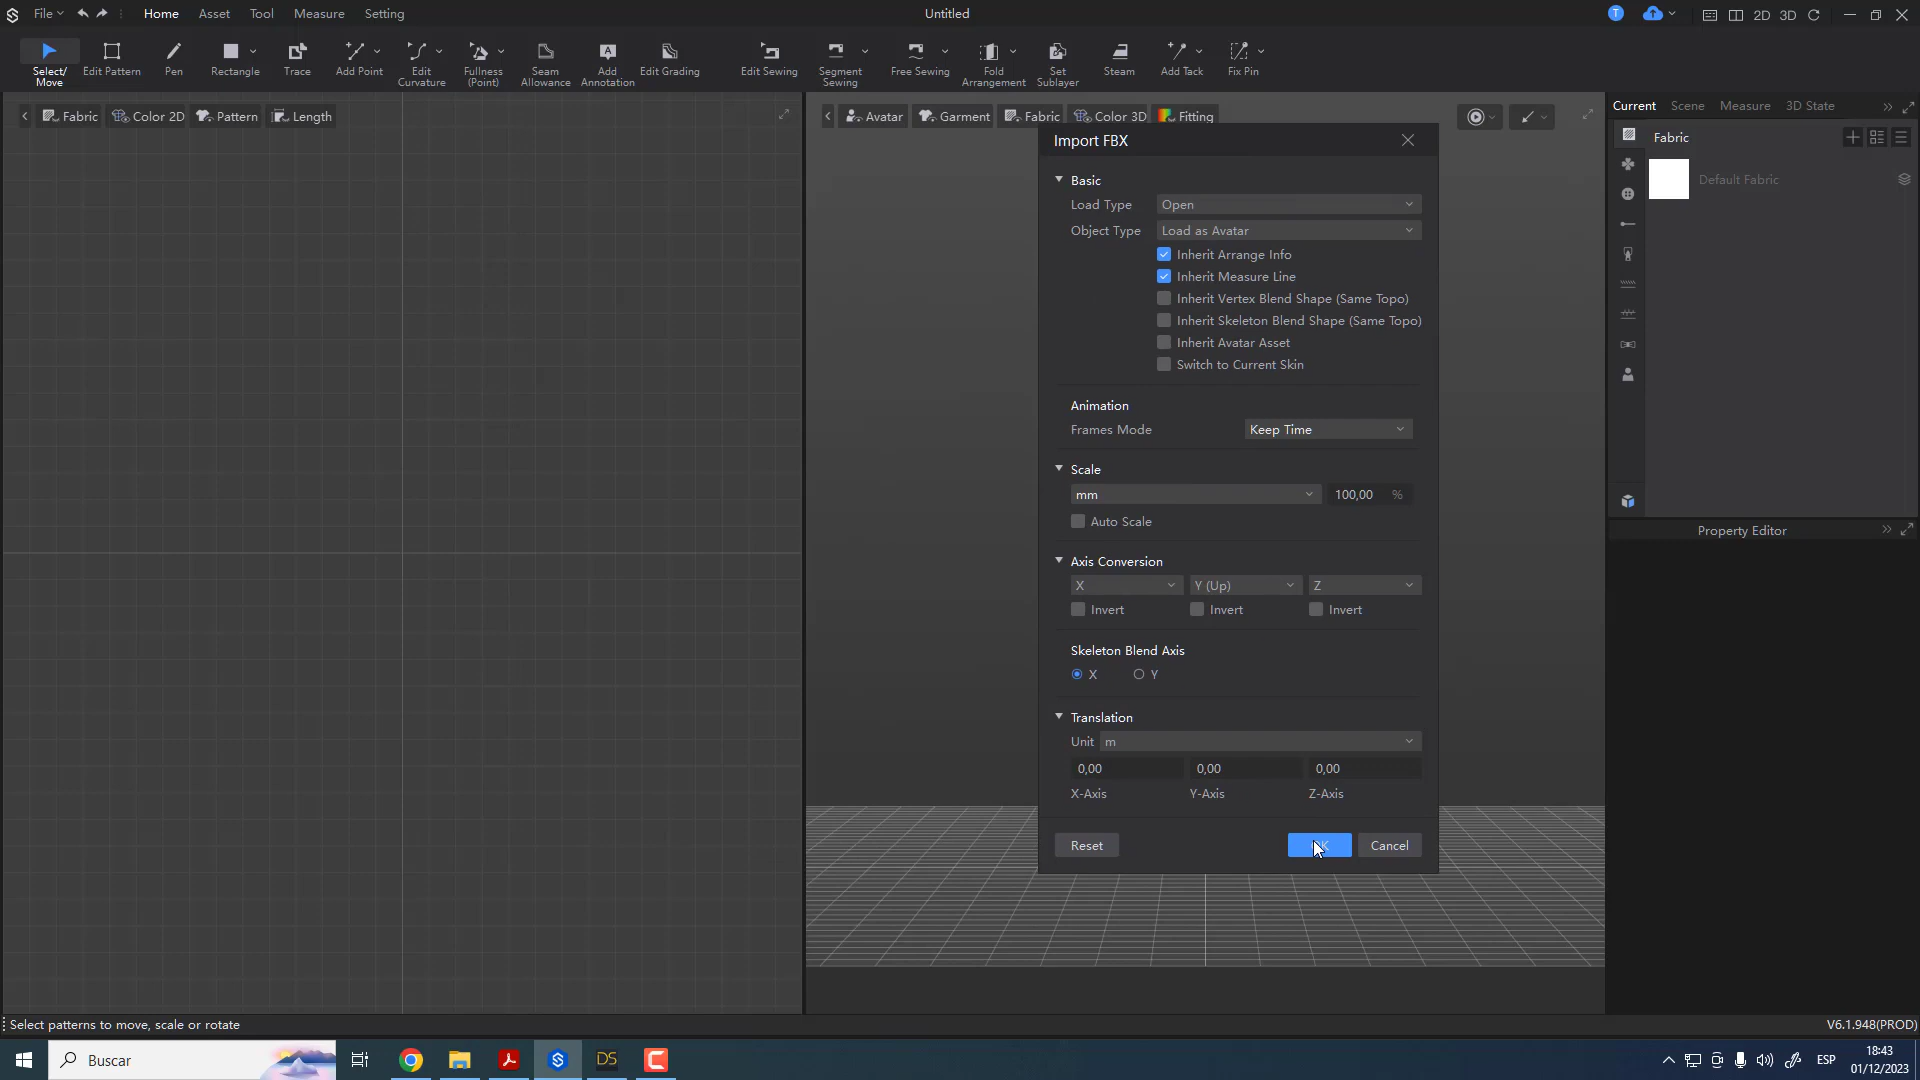 File Home Asset Tool Measure Setting Untitled T 2D 3D
Select/ Move Edit Pattern Pen Rectangle Trace Add Point Edit Curvature Fullness (Point) Seam Allowance Add Annotation Edit Grading Edit Sewing Segment Sewing Free Sewing Fold Arrangement Set Sublayer Steam Add Tack Fix Pin
Fabric Color 2D Pattern Length Avatar Garment Fabric Color 3D Fitting
Current Scene Measure 3D State
Fabric
Default Fabric
Property Editor
Import FBX
Basic
Load Type Open
Object Type Load as Avatar
Inherit Arrange Info
Inherit Measure Line
Inherit Vertex Blend Shape (Same Topo)
Inherit Skeleton Blend Shape (Same Topo)
Inherit Avatar Asset
Switch to Current Skin
Animation
Frames Mode Keep Time
Scale
mm 100,00 %
Auto Scale
Axis Conversion
X Y (Up) Z
Invert Invert Invert
Skeleton Blend Axis
X Y
Translation
Unit m
0,00 0,00 0,00
X-Axis Y-Axis Z-Axis
Reset Cancel
Select patterns to move, scale or rotate V6.1.948(PROD)
Buscar DS ESP 18:43
01/12/2023